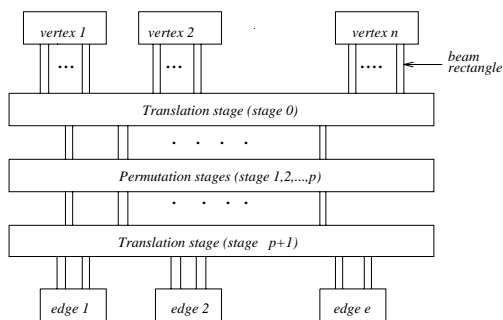 vertex 1 vertex 2 vertex n
... ... ....
beam
rectangle
Translation stage (stage 0)
. . . .
Permutation stages (stage 1,2,...,p)
. . . .
Translation stage (stage p+1)
edge 1 edge 2 edge e